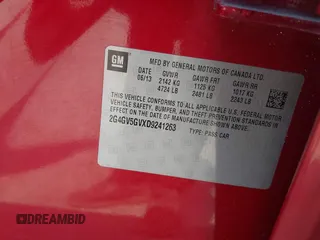 GM
MFD BY GENERAL MOTORS OF CANADA LTD.
DATE GVWR GAWR FRT GAWR RR
06/13 2142 KG 1125 KG 1017 KG
4724 LB 2481 LB 2243 LB
THIS VEHICLE CONFORMS TO ALL APPLICABLE U.S. FEDERAL
MOTOR VEHICLE SAFETY, BUMPER, AND THEFT PREVENTION STANDARDS
IN EFFECT ON THE DATE OF MANUFACTURE SHOWN ABOVE.
2G4GV5GVXD9241263 TYPE: PASS CAR
DREAMBID